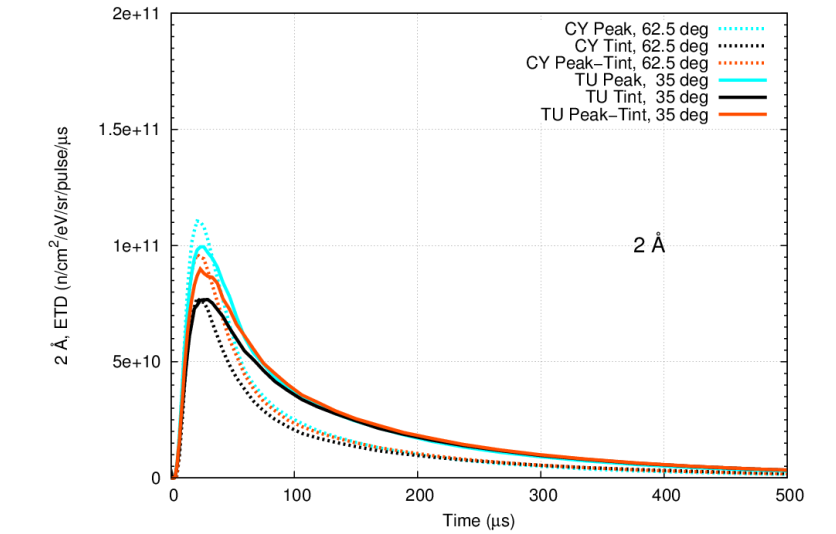 2e+11
1.5e+11
1e+11
5e+10
0
0
100
200
300
400
500
Time (μs)
2 Å, ETD (n/cm²/eV/sr/pulse/μs
CY Peak, 62.5 deg
CY Tint, 62.5 deg
CY Peak−Tint, 62.5 deg
TU Peak,  35 deg
TU Tint,  35 deg
TU Peak−Tint, 35 deg
2 Å